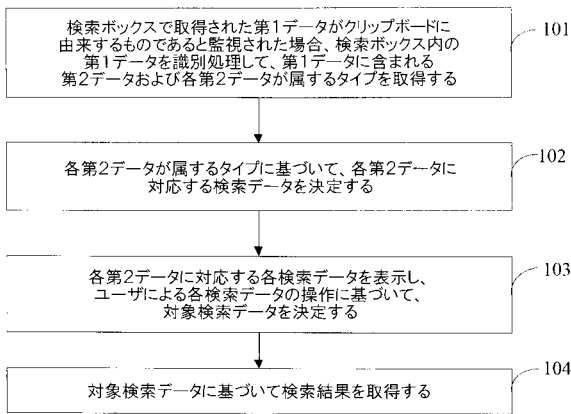 検索ボックスで取得された第1データがクリップボードに
由来するものであると監視された場合、検索ボックス内の
第1データを識別処理して、第1データに含まれる
第2データおよび各第2データが属するタイプを取得する
101
各第2データが属するタイプに基づいて、各第2データに
対応する検索データを決定する
102
各第2データに対応する各検索データを表示し、
ユーザによる各検索データの操作に基づいて、
対象検索データを決定する
103
対象検索データに基づいて検索結果を取得する
104